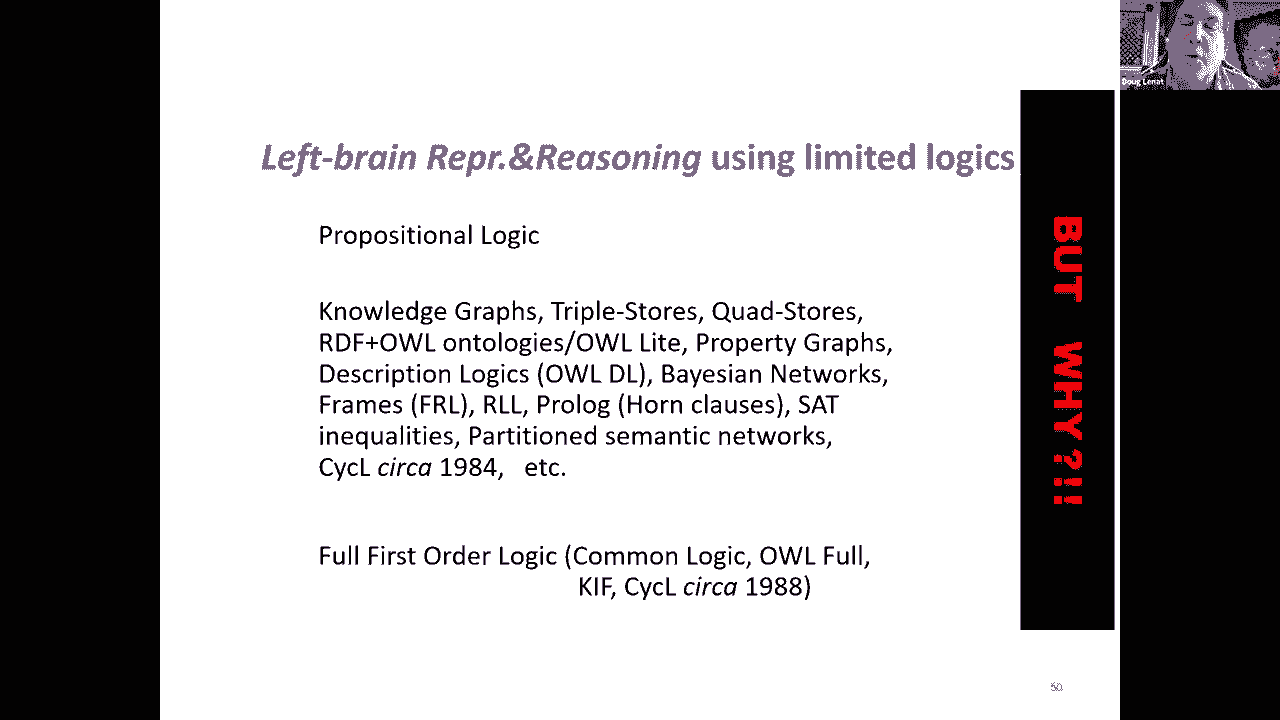 Doug Lenat
Left-brain Repr.&Reasoning using limited logics
Propositional Logic
Knowledge Graphs, Triple-Stores, Quad-Stores,
RDF+OWL ontologies/OWL Lite, Property Graphs,
Description Logics (OWL DL), Bayesian Networks,
Frames (FRL), RLL, Prolog (Horn clauses), SAT
inequalities, Partitioned semantic networks,
CycL circa 1984, etc.
Full First Order Logic (Common Logic, OWL Full,
KIF, CycL circa 1988)
BUT WHY?!!
50